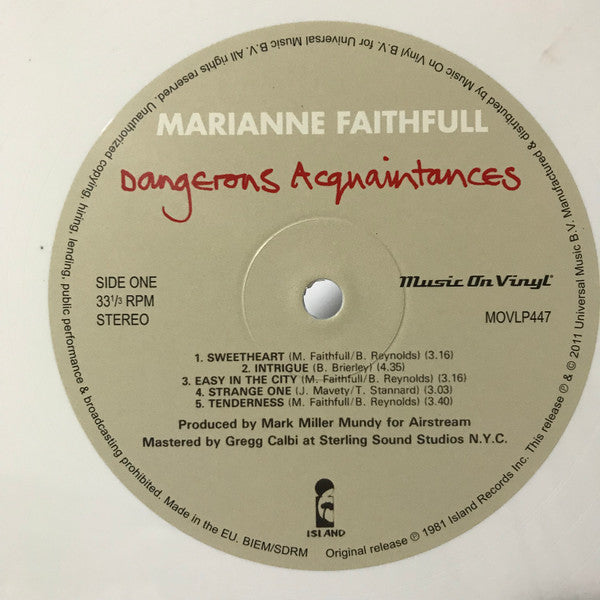 MARIANNE FAITHFULL
Dangerous Acquaintances
SIDE ONE
33 1/3 RPM
STEREO
Music On Vinyl®
MOVLP447
1. SWEETHEART (M. Faithfull/B. Reynolds) (3.16)
2. INTRIGUE (B. Brierley) (4.35)
3. EASY IN THE CITY (M. Faithfull/B. Reynolds) (3.16)
4. STRANGE ONE (J. Mavety/T. Stannard) (3.03)
5. TENDERNESS (M. Faithfull/B. Reynolds) (3.40)
Produced by Mark Miller Mundy for Airstream
Mastered by Gregg Calbi at Sterling Sound Studios N.Y.C.
ISLAND
Original release ℗ 1981 Island Records Inc. This release ℗ & © 2011 Universal Music B.V. Manufactured & distributed by Music On Vinyl B.V. for Universal Music B.V. All rights reserved. Unauthorized copying, hiring, lending, public performance & broadcasting prohibited. Made in the EU. BIEM/SDRM